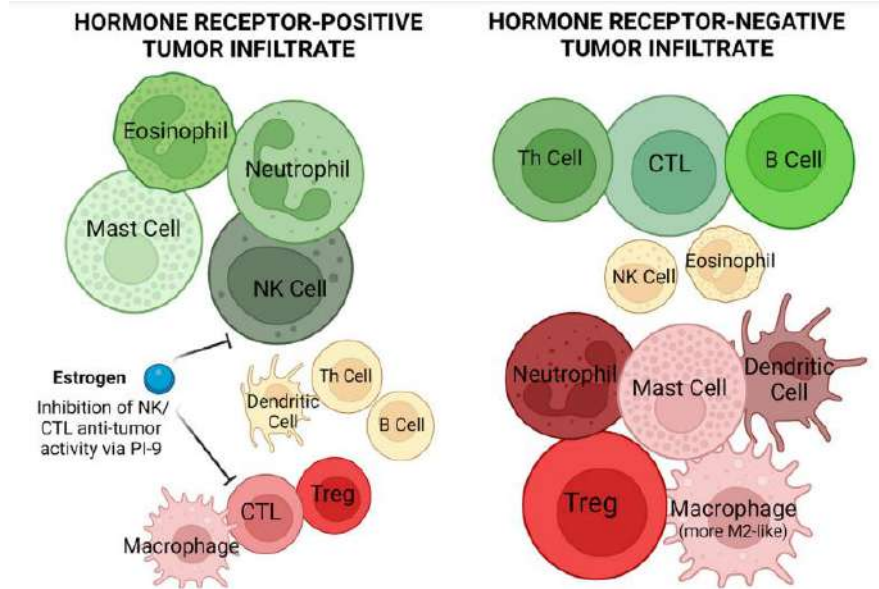 HORMONE RECEPTOR-POSITIVE
TUMOR INFILTRATE
Eosinophil
Neutrophil
Mast Cell
NK Cell
Estrogen
Inhibition of NK/
CTL anti-tumor
activity via PI-9
Th Cell
Dendritic
Cell
B Cell
Treg
CTL
Macrophage
HORMONE RECEPTOR-NEGATIVE
TUMOR INFILTRATE
Th Cell
CTL
B Cell
NK Cell
Eosinophil
Neutrophil
Mast Cell
Dendritic
Cell
Treg
Macrophage
(more M2-like)